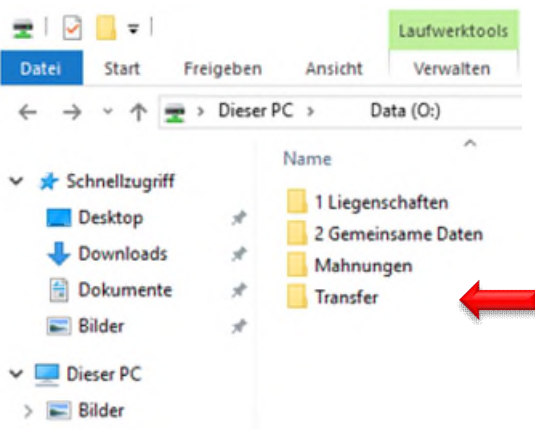 Laufwerktools
Datei Start Freigeben Ansicht Verwalten
Dieser PC Data (O:)
Name
Schnellzugriff
Desktop
Downloads
Dokumente
Bilder
Dieser PC
Bilder
1 Liegenschaften
2 Gemeinsame Daten
Mahnungen
Transfer